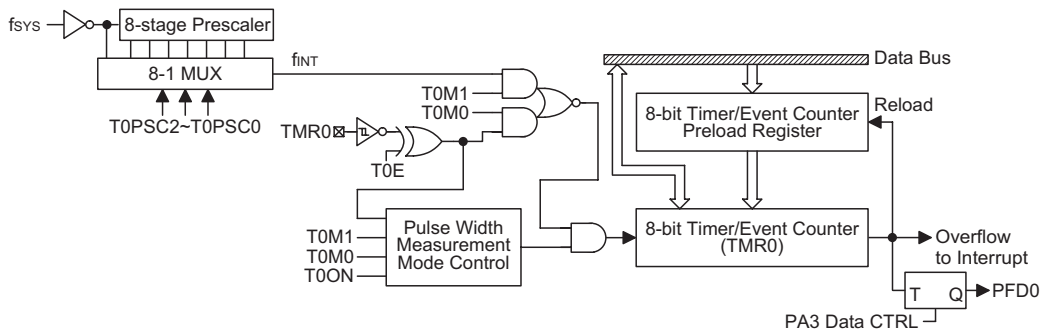 fSYS
8-stage Prescaler
8-1 MUX
T0PSC2~T0PSC0
fINT
T0M1
T0M0
TMR0
T0E
T0M1
T0M0
T0ON
Pulse Width
Measurement
Mode Control
Data Bus
8-bit Timer/Event Counter
Preload Register
Reload
8-bit Timer/Event Counter
(TMR0)
Overflow
to Interrupt
T
Q
PFD0
PA3 Data CTRL